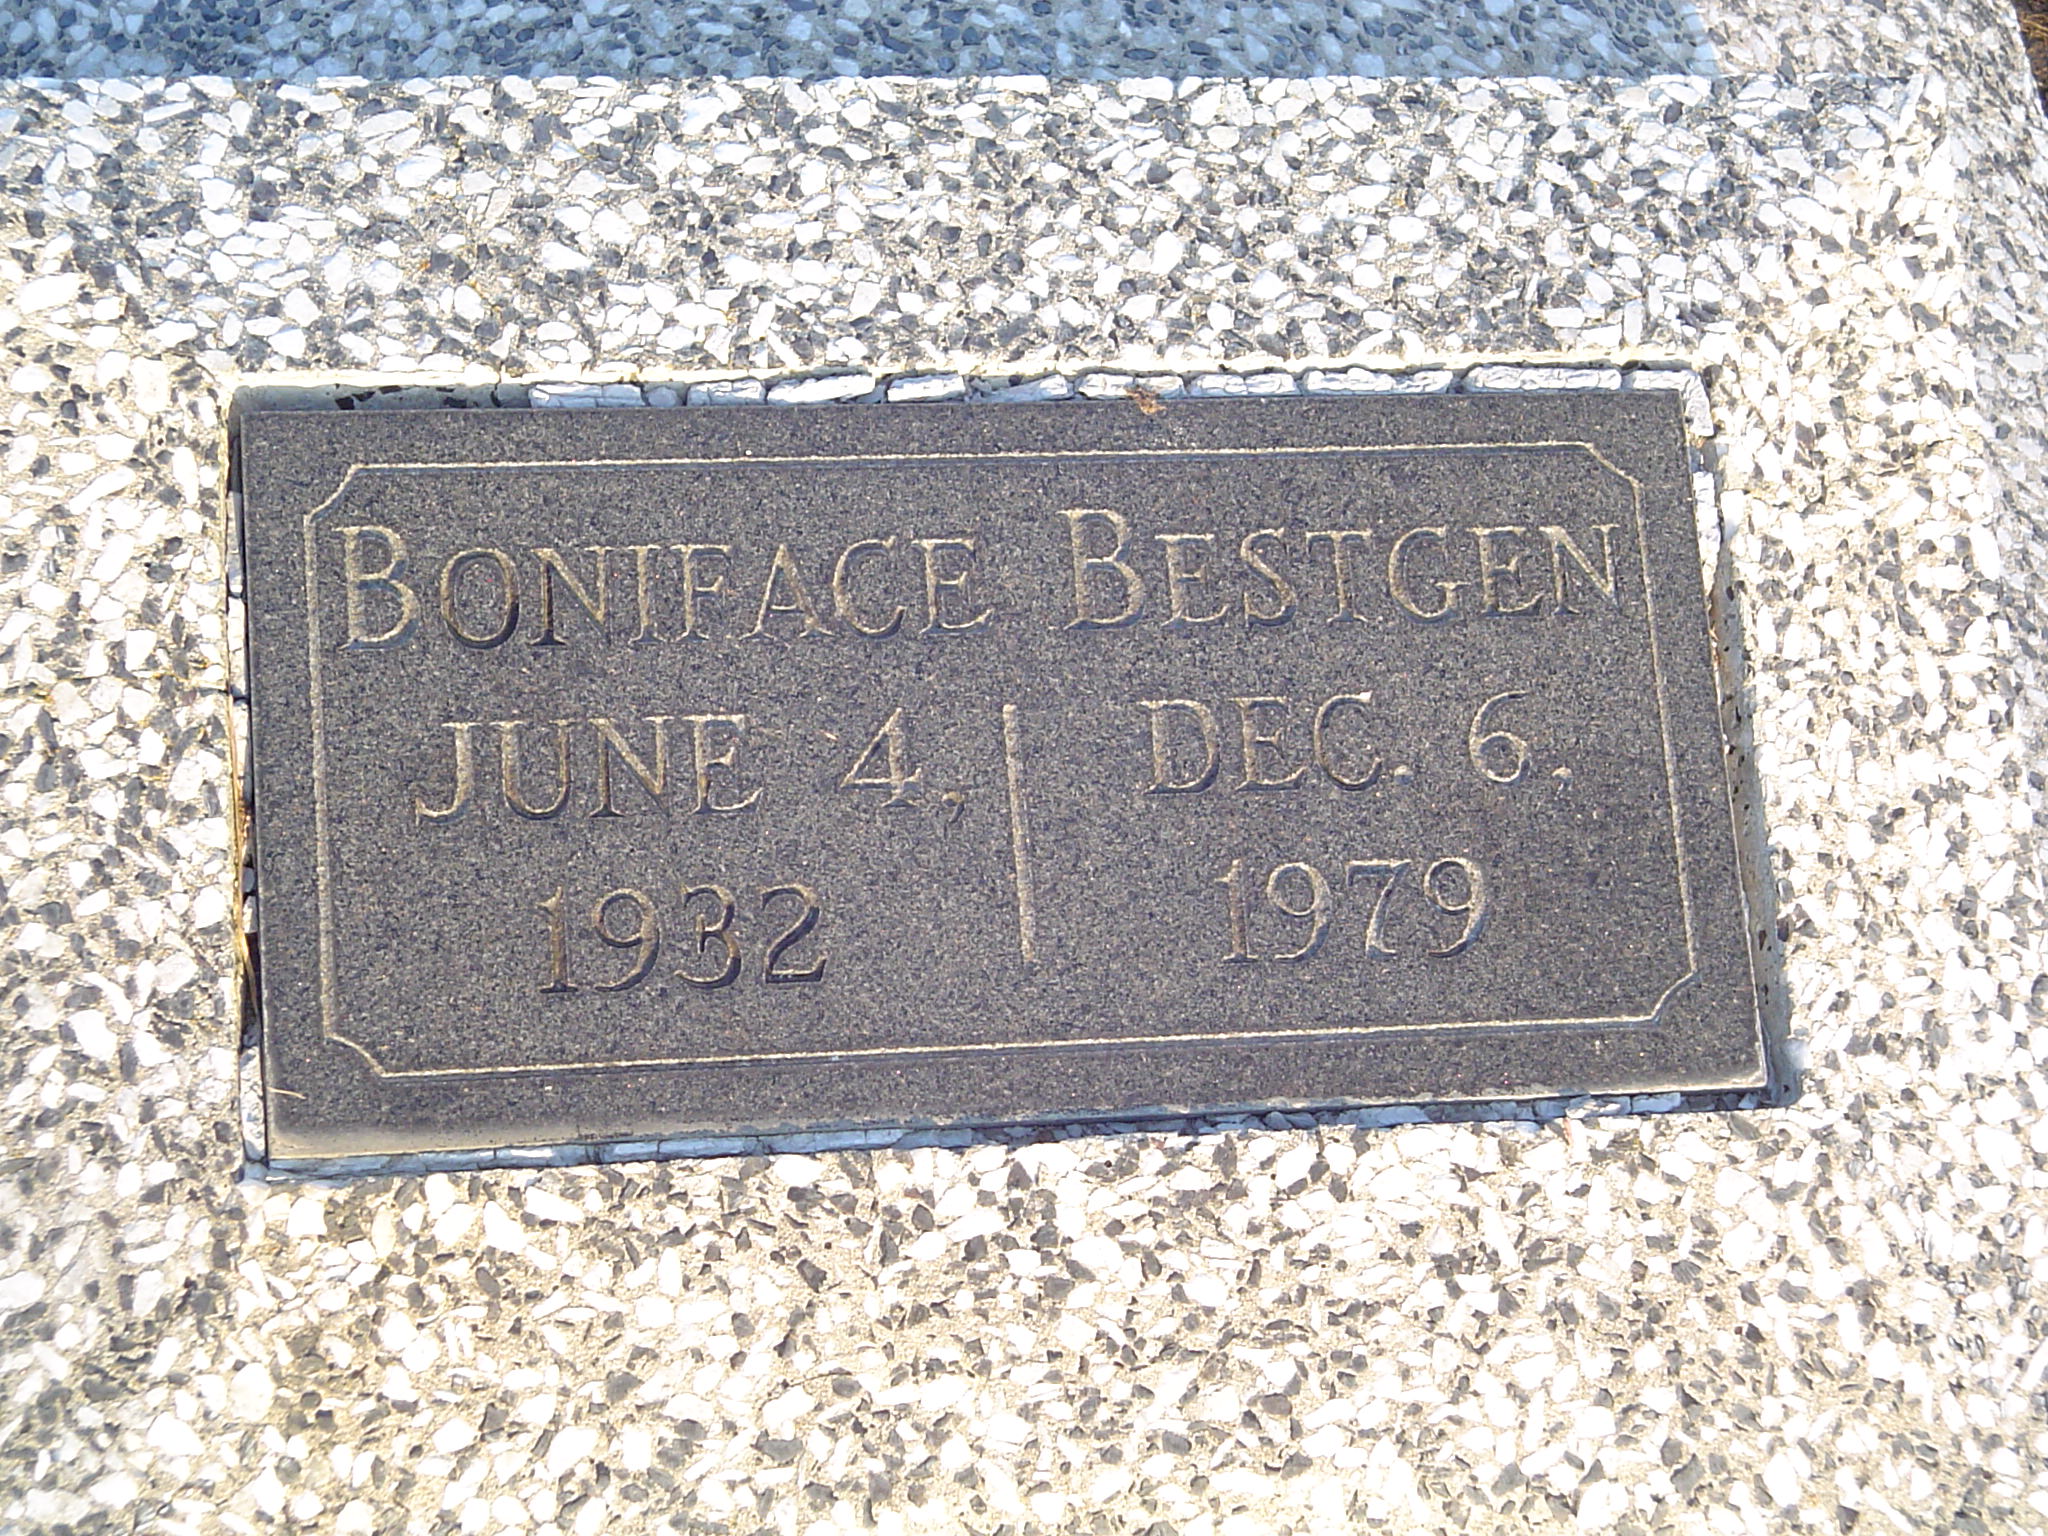 BONIFACE BESTGEN
JUNE 4, DEC. 6,
1932 1979